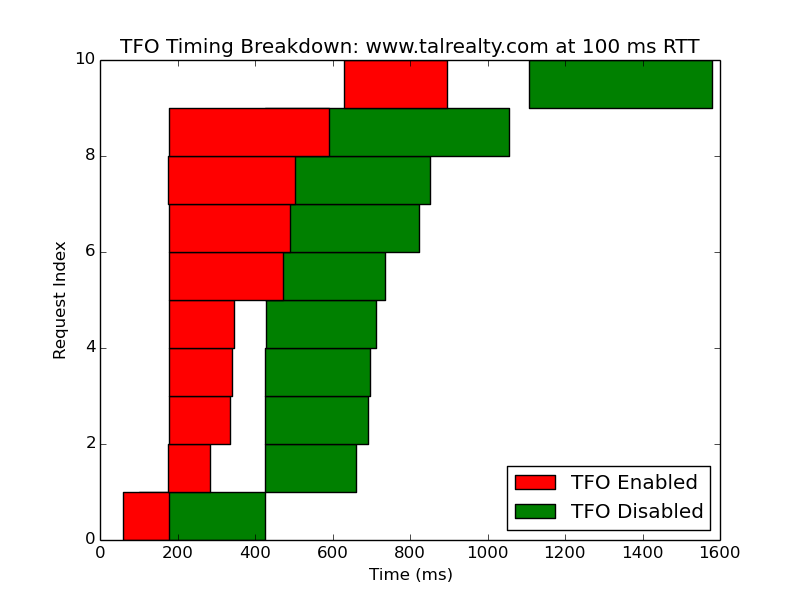 TFO Timing Breakdown: www.talrealty.com at 100 ms RTT
10
8
6
4
2
0
Request Index
TFO Enabled
TFO Disabled
0 200 400 600 800 1000 1200 1400 1600
Time (ms)